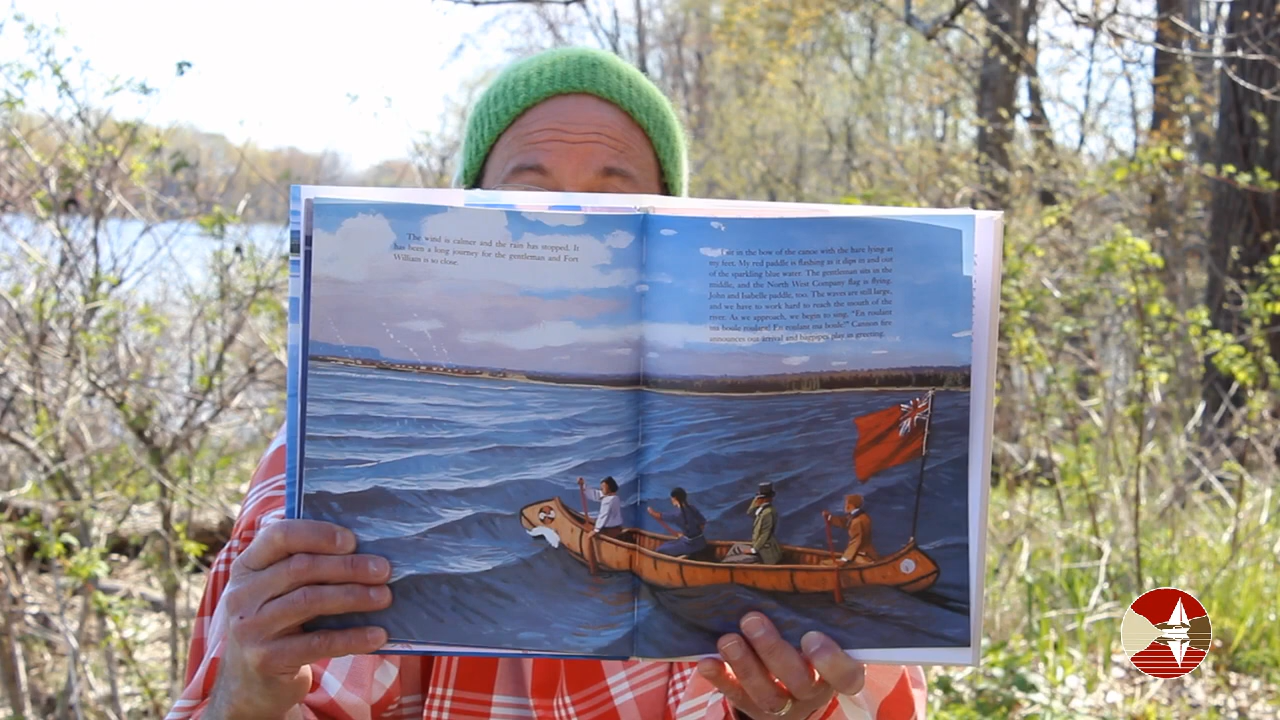 The wind is calmer and the rain has stopped. It
has been a long journey for the gentleman and Fort
William is so close.
I sit in the bow of the canoe with the hare lying at
my feet. My red paddle is flashing as it dips in and out
of the sparkling blue water. The gentleman sits in the
middle, and the North West Company flag is flying.
John and Isabelle paddle, too. The waves are still large,
and we have to work hard to reach the mouth of the
river. As we approach, we begin to sing, "En roulant
ma boule roulant! En roulant ma boule!" Cannon fire
announces our arrival and bagpipes play in greeting.